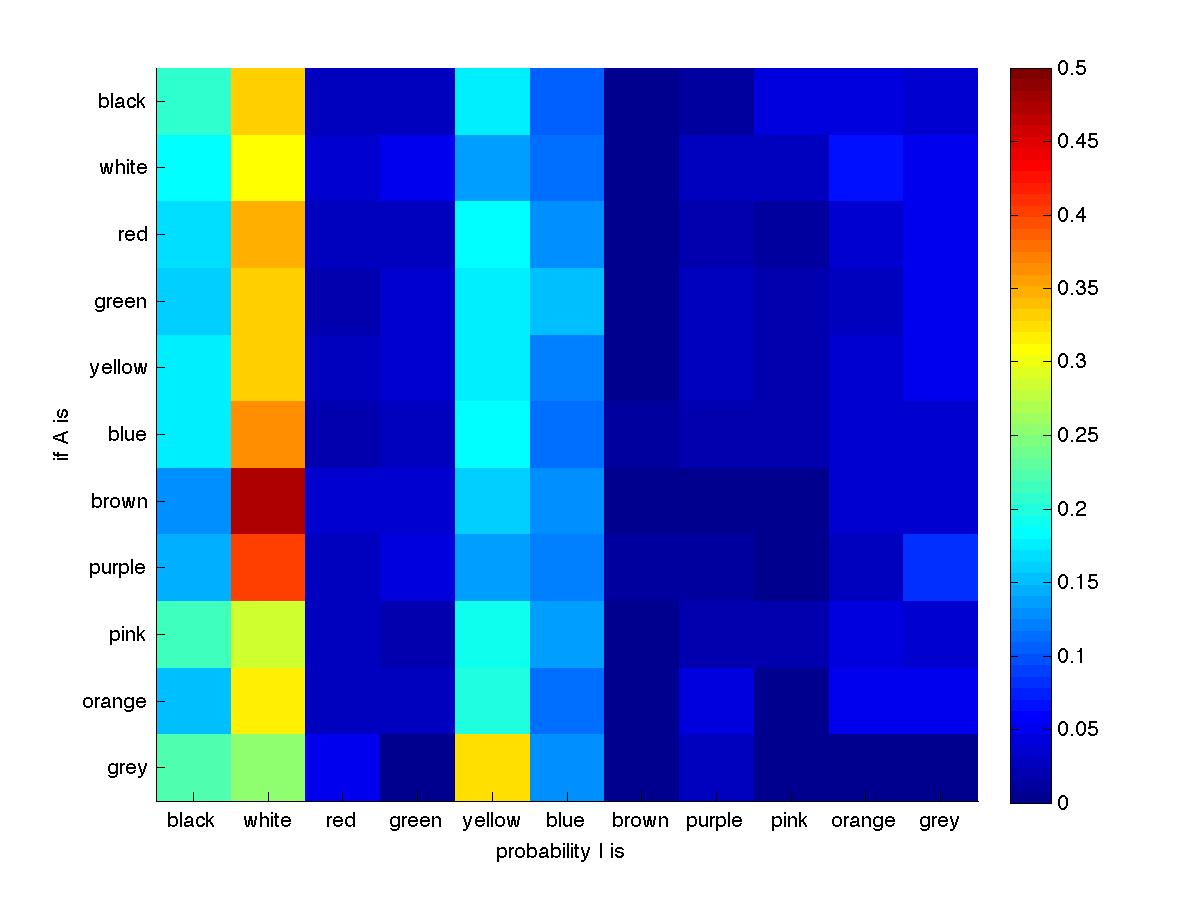 black
white
red
green
yellow
blue
brown
purple
pink
orange
grey
if A is
black white red green yellow blue brown purple pink orange grey
probability I is
0.5
0.45
0.4
0.35
0.3
0.25
0.2
0.15
0.1
0.05
0